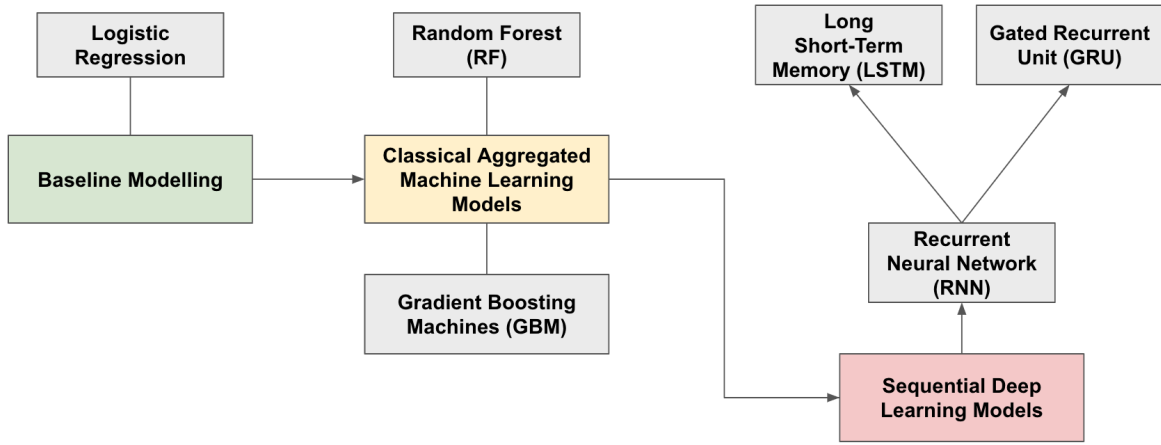 Logistic
Regression
Random Forest
(RF)
Long
Short-Term
Memory (LSTM)
Gated Recurrent
Unit (GRU)
Baseline Modelling
Classical Aggregated
Machine Learning
Models
Gradient Boosting
Machines (GBM)
Recurrent
Neural Network
(RNN)
Sequential Deep
Learning Models